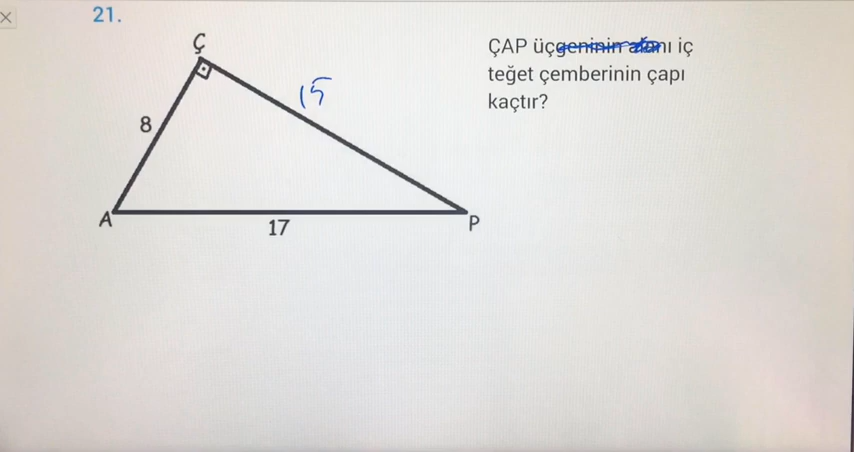 21.
Ç
ÇAP üçgeninin alanı iç
teğet çemberinin çapı
kaçtır?
15
8
A
17
P